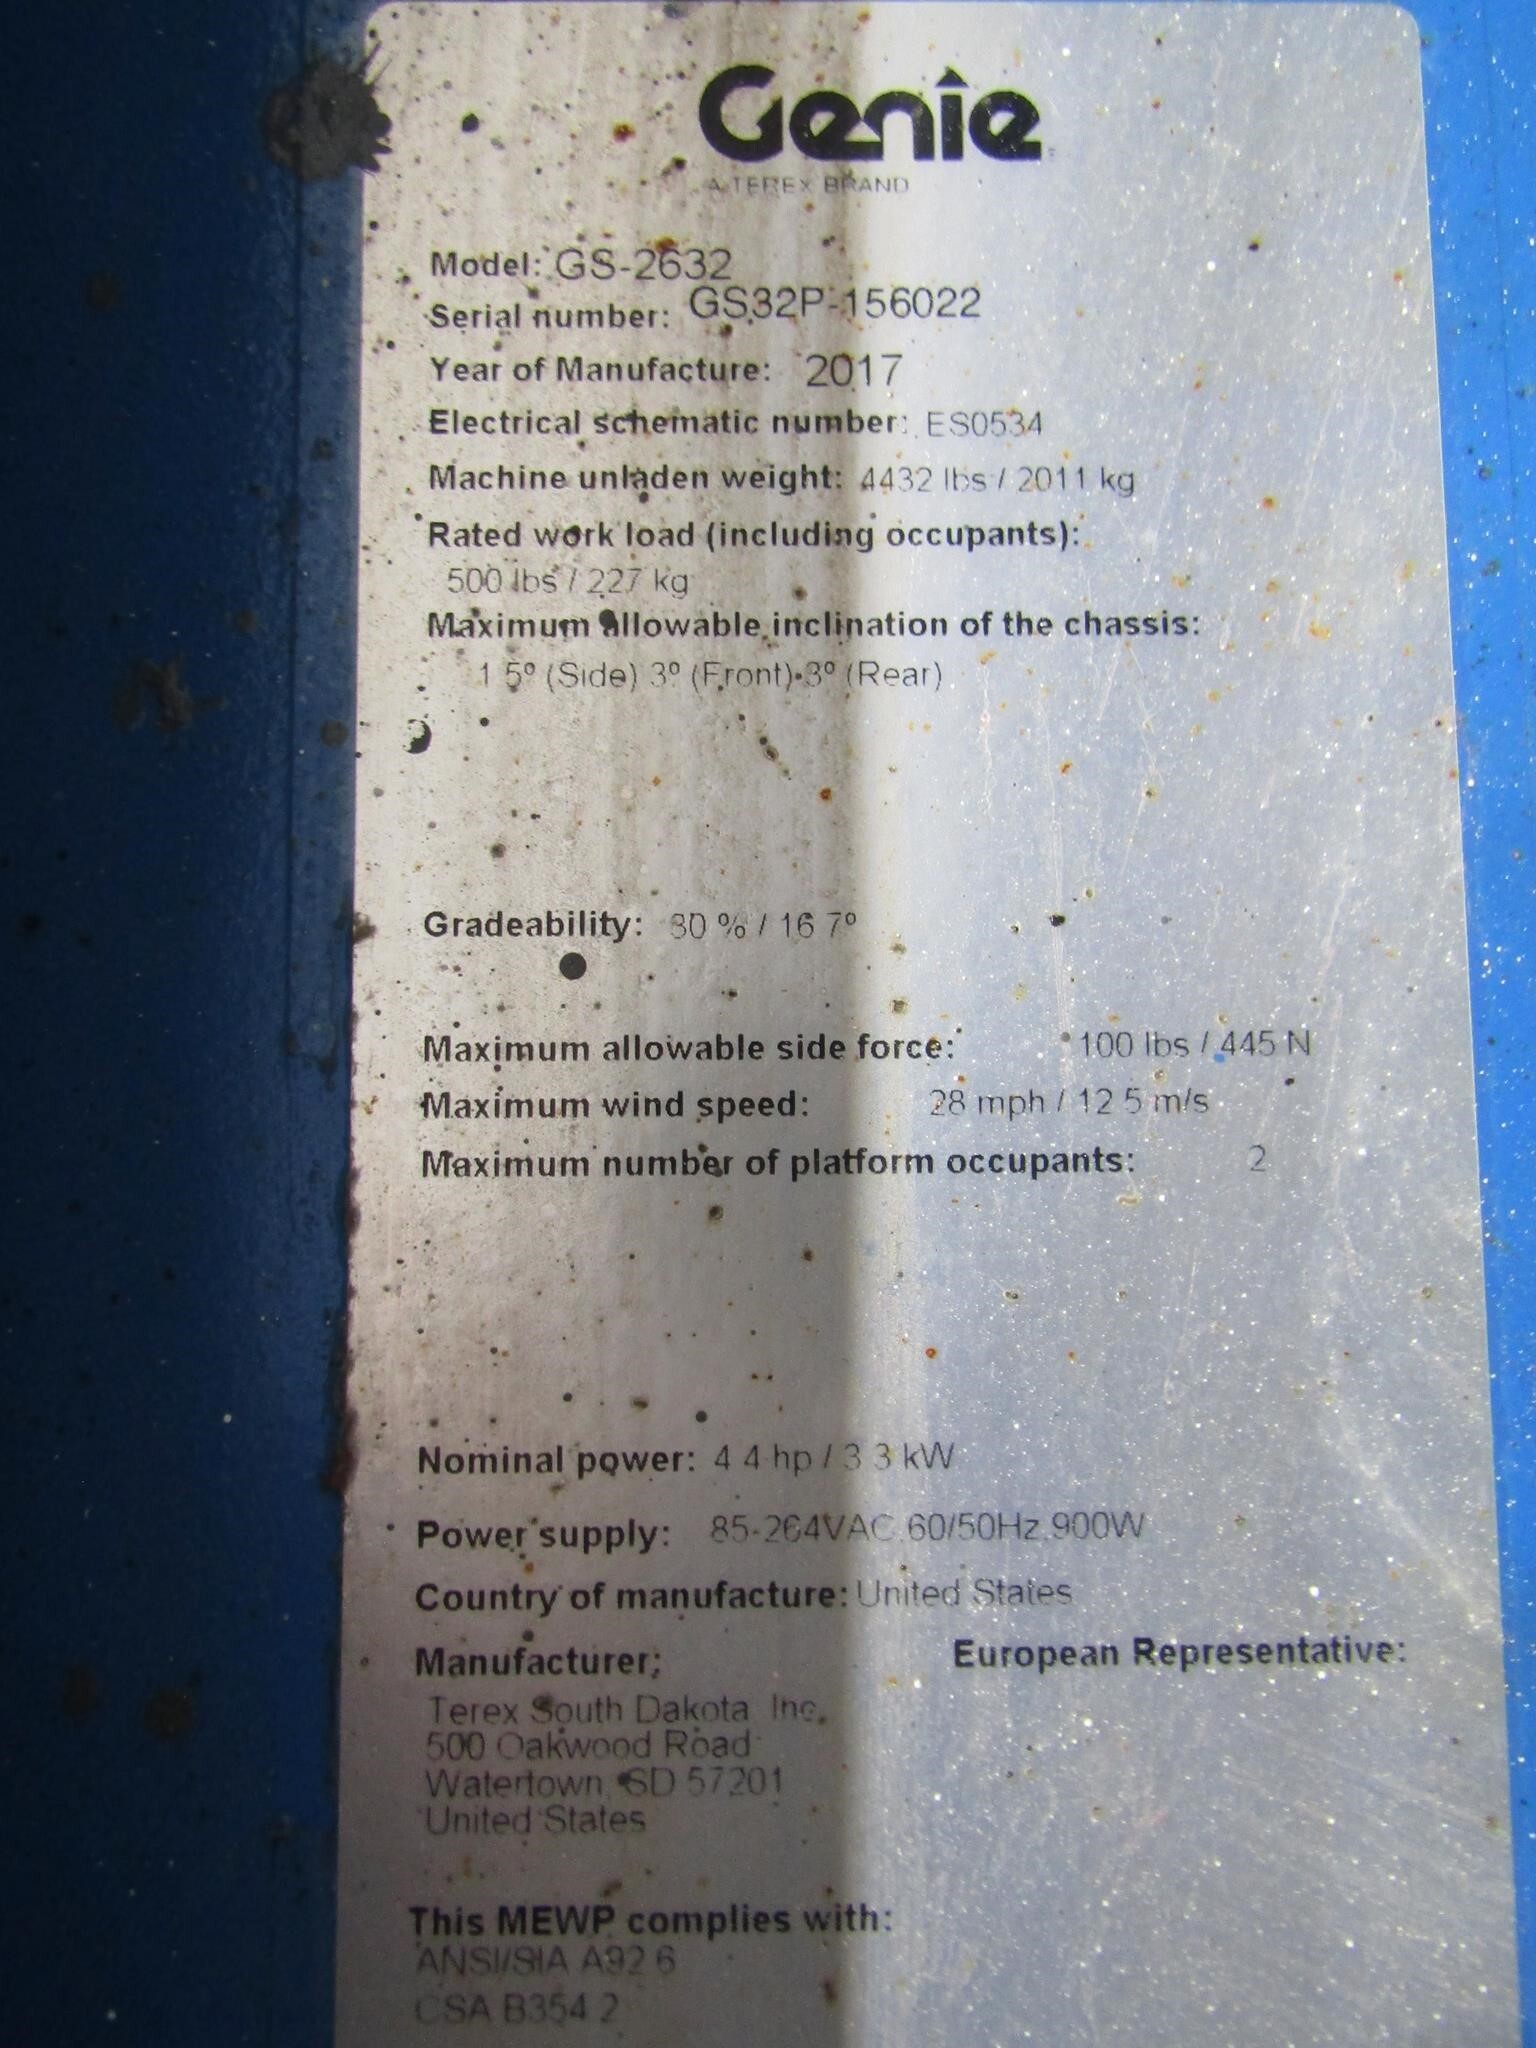 Genie
A TEREX BRAND
Model: GS-2632
Serial number: GS32P-156022
Year of Manufacture: 2017
Electrical schematic number: ES0534
Machine unladen weight: 4432 lbs / 2011 kg
Rated work load (including occupants):
500 lbs / 227 kg
Maximum allowable inclination of the chassis:
1.5º (Side) 3º (Front) 3º (Rear)
Gradeability: 30 % / 16.7º
Maximum allowable side force: 100 lbs / 445 N
Maximum wind speed: 28 mph / 12.5 m/s
Maximum number of platform occupants: 2
Nominal power: 4.4 hp / 3.3 kW
Power supply: 85-264VAC, 60/50Hz, 900W
Country of manufacture: United States
Manufacturer: European Representative:
Terex South Dakota, Inc.
500 Oakwood Road
Watertown, SD 57201
United States
This MEWP complies with:
ANSI/SIA A92.6
CSA B354.2